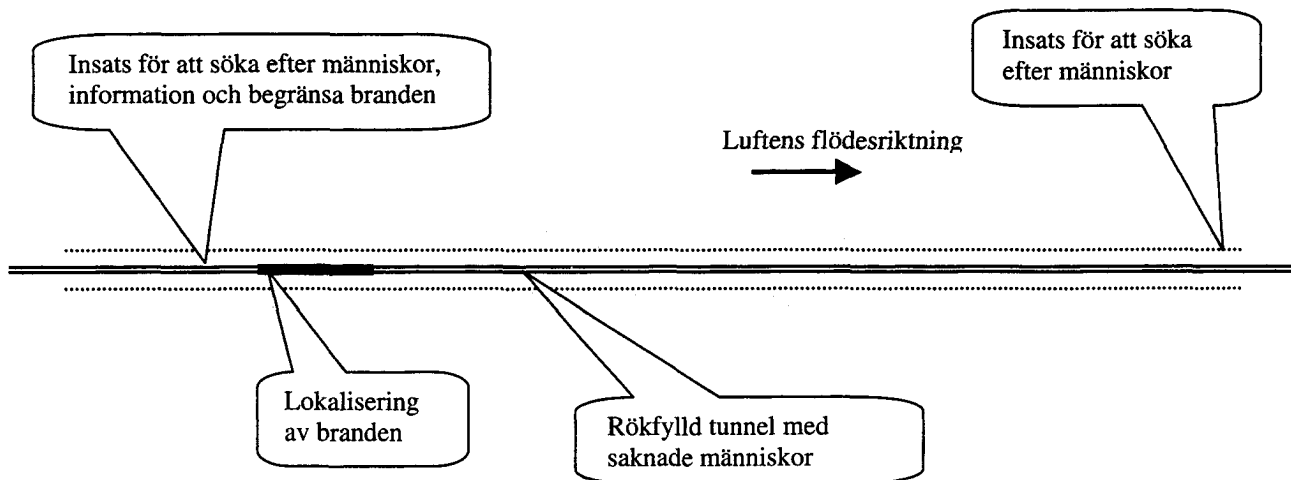 Insats för att söka efter människor,
information och begränsa branden
Insats för att söka
efter människor
Luftens flödesriktning
Lokalisering
av branden
Rökfylld tunnel med
saknade människor